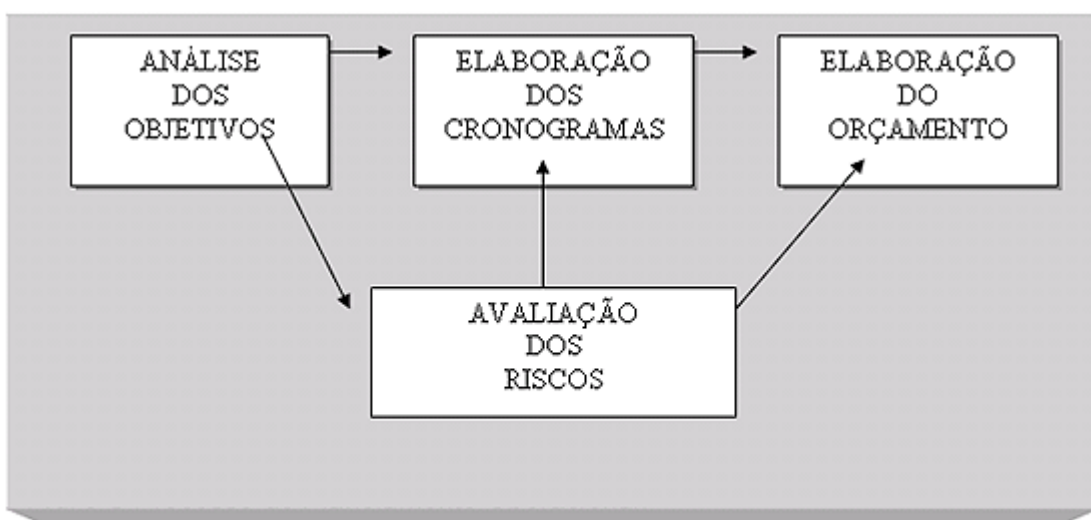 ANÁLISE
DOS
OBJETIVOS
ELABORAÇÃO
DOS
CRONOGRAMAS
ELABORAÇÃO
DO
ORÇAMENTO
AVALIAÇÃO
DOS
RISCOS